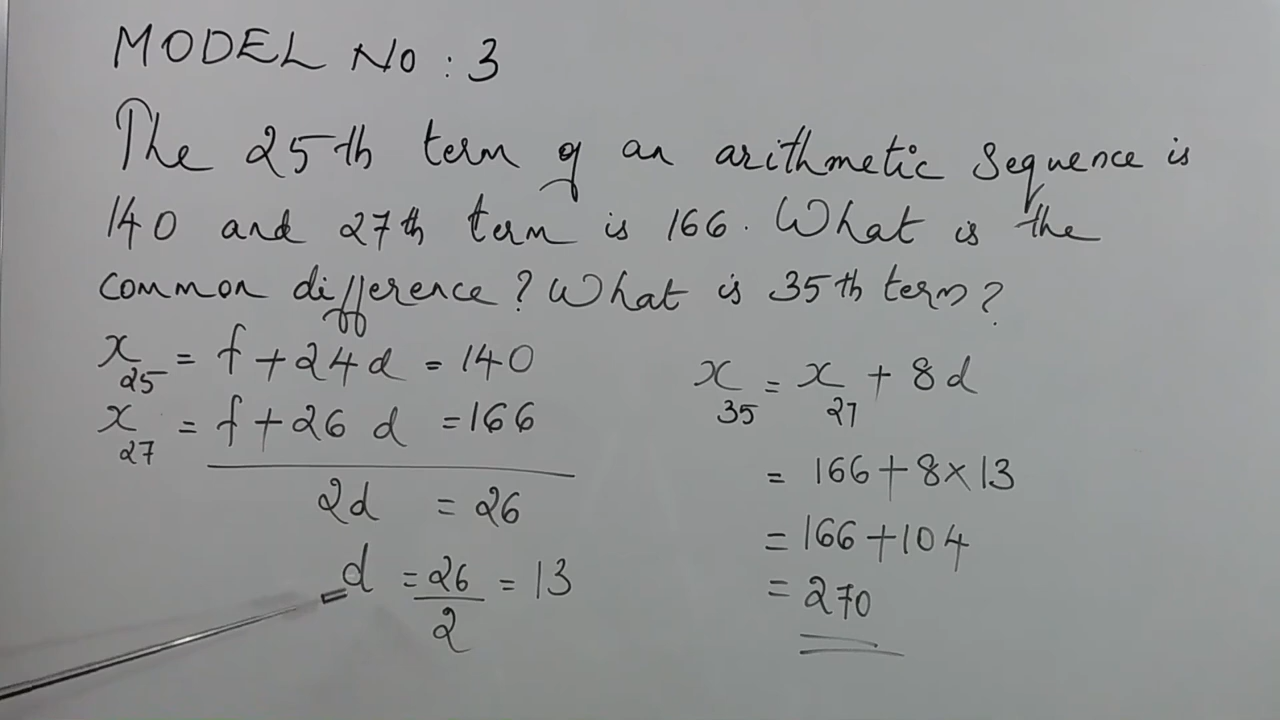 MODEL No : 3
The 25th term of an arithmetic sequence is
140 and 27th term is 166. What is the
common difference? What is 35th term?
x₂₅ = f + 24d = 140
x₂₇ = f + 26 d = 166
2d = 26
d = 26/2 = 13
x₃₅ = x₂₇ + 8d
= 166 + 8 × 13
= 166 + 104
= 270